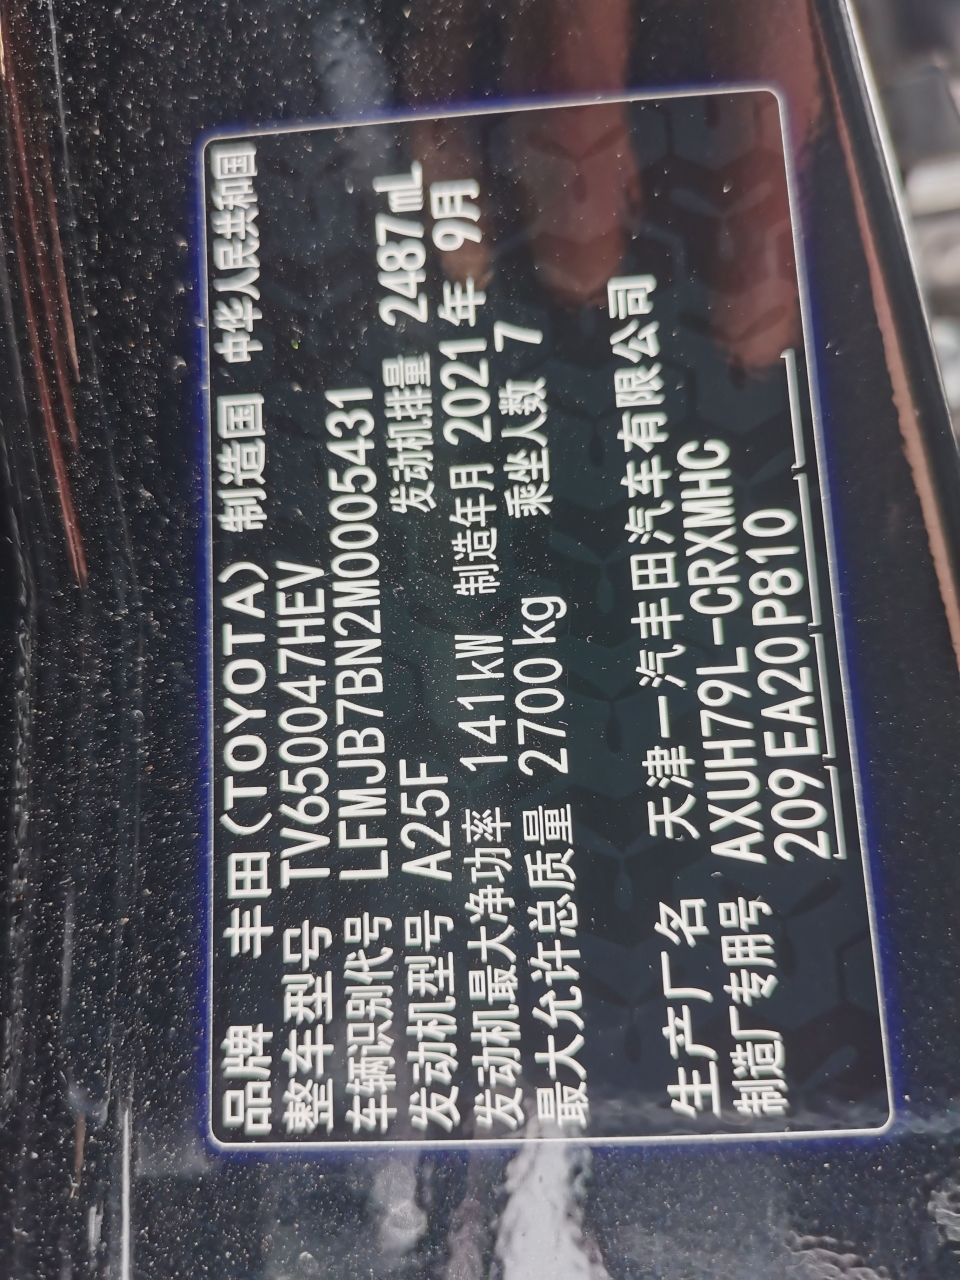 品牌 丰田(TOYOTA) 制造国 中华人民共和国
整车型号 TV65004 7HEV
车辆识别代号 LFMJB7BN2M0005431
发动机型号 A25F 发动机排量 2487mL
发动机最大净功率 141kW 制造年月 2021年 9月
最大允许总质量 2700kg 乘坐人数 7
生产厂名 天津一汽丰田汽车有限公司
制造厂专用号 AXUH79L-CRXMHC
209 EA20 P810